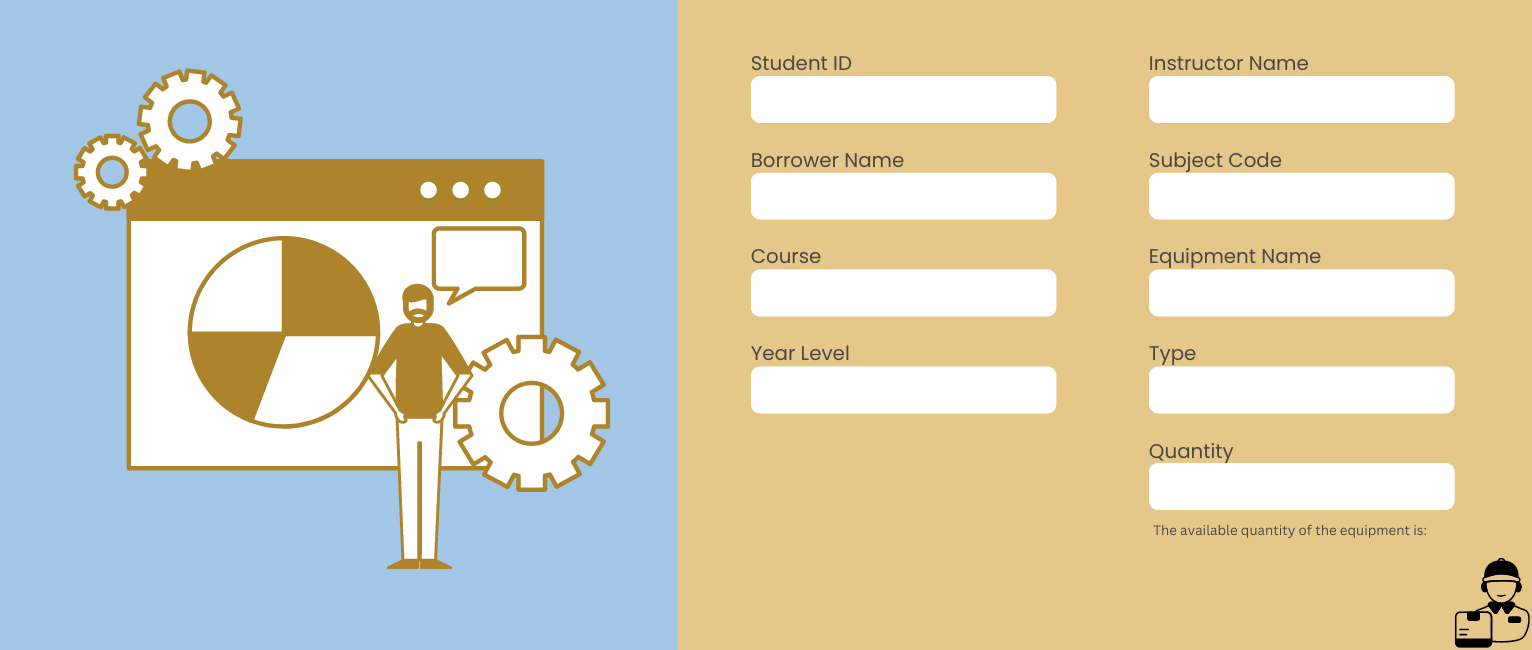 Student ID
Borrower Name
Course
Year Level
Instructor Name
Subject Code
Equipment Name
Type
Quantity
The available quantity of the equipment is: